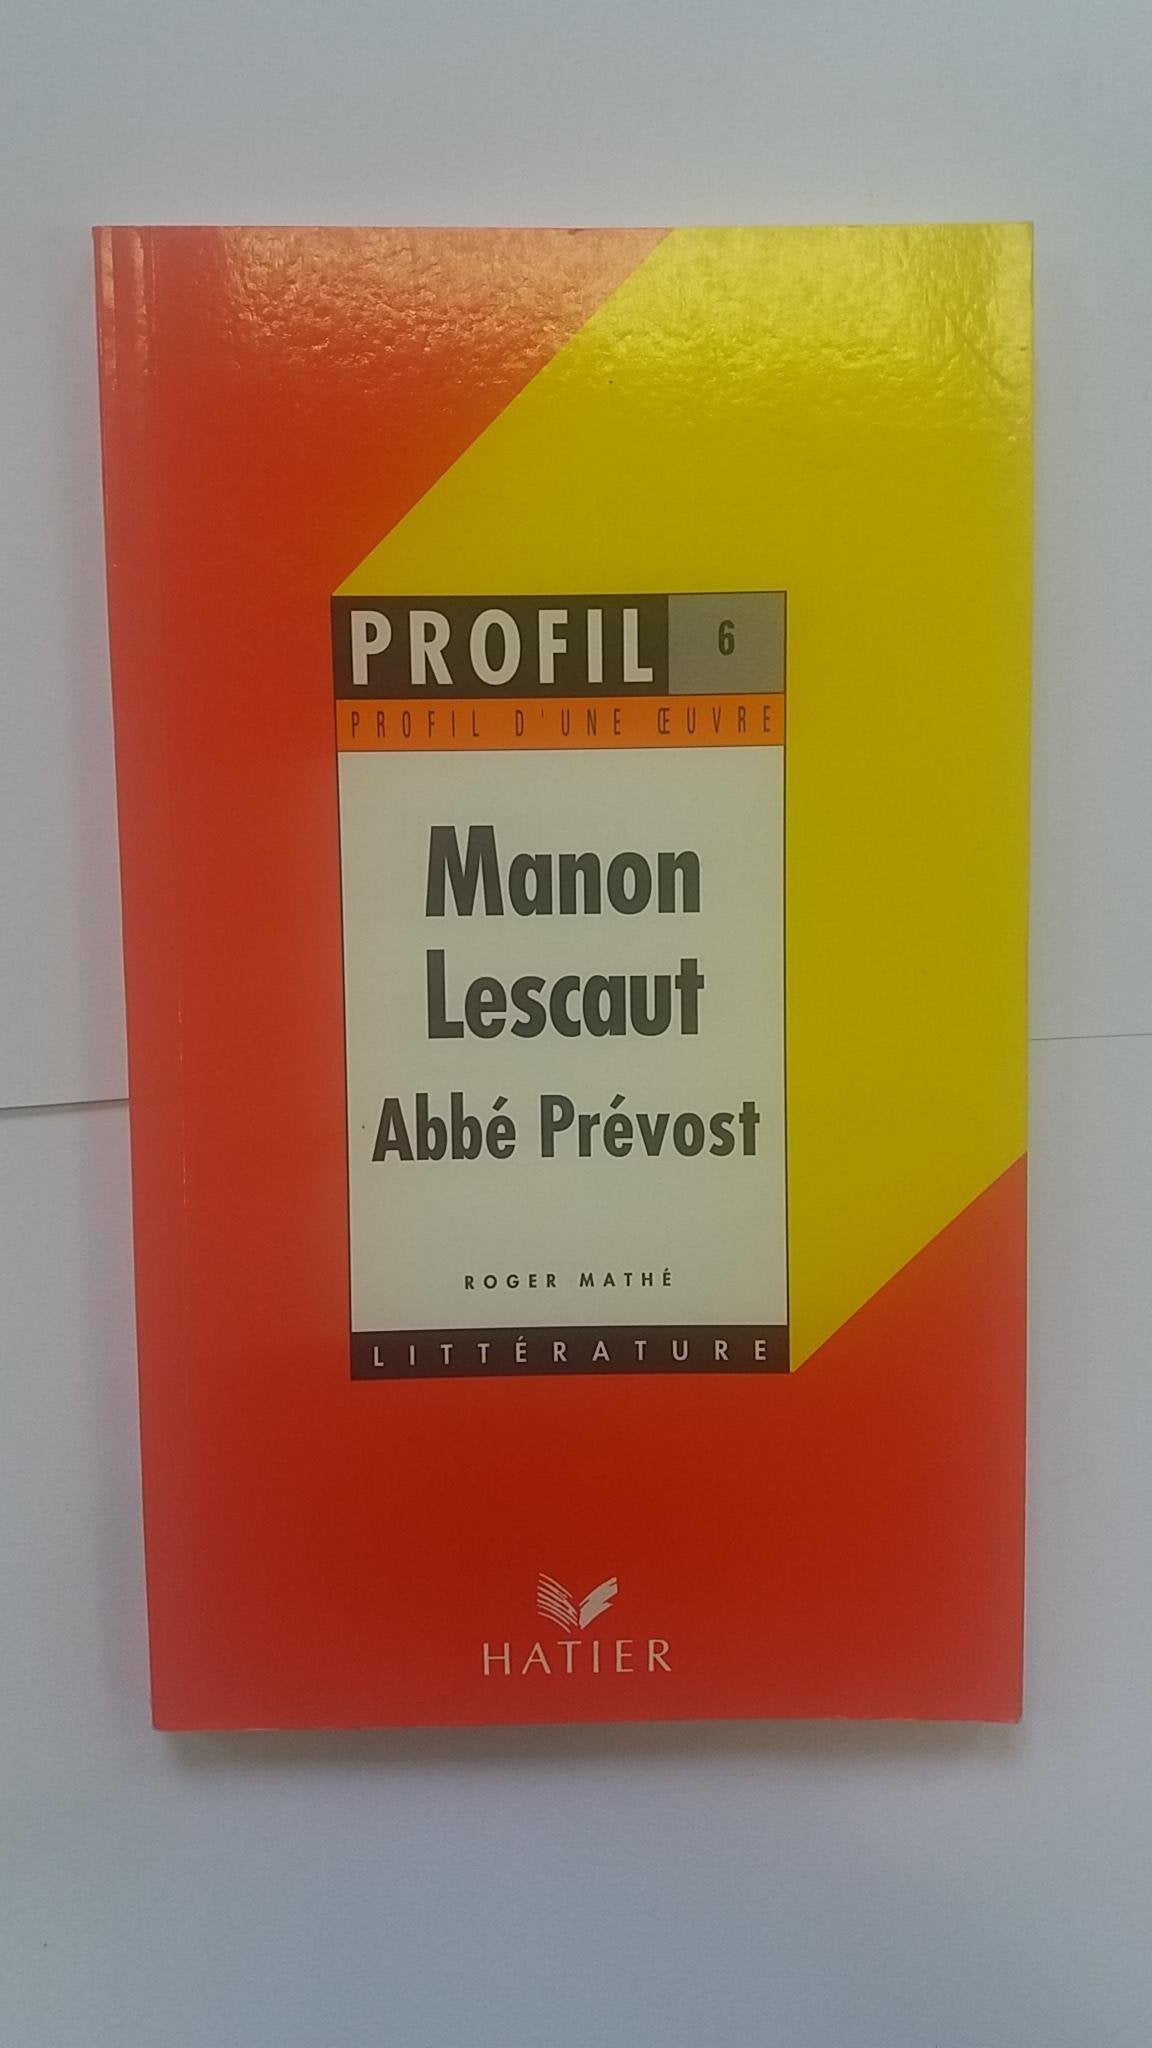 PROFIL 6
PROFIL D'UNE ŒUVRE
Manon
Lescaut
Abbé Prévost
ROGER MATHÉ
LITTÉRATURE
HATIER